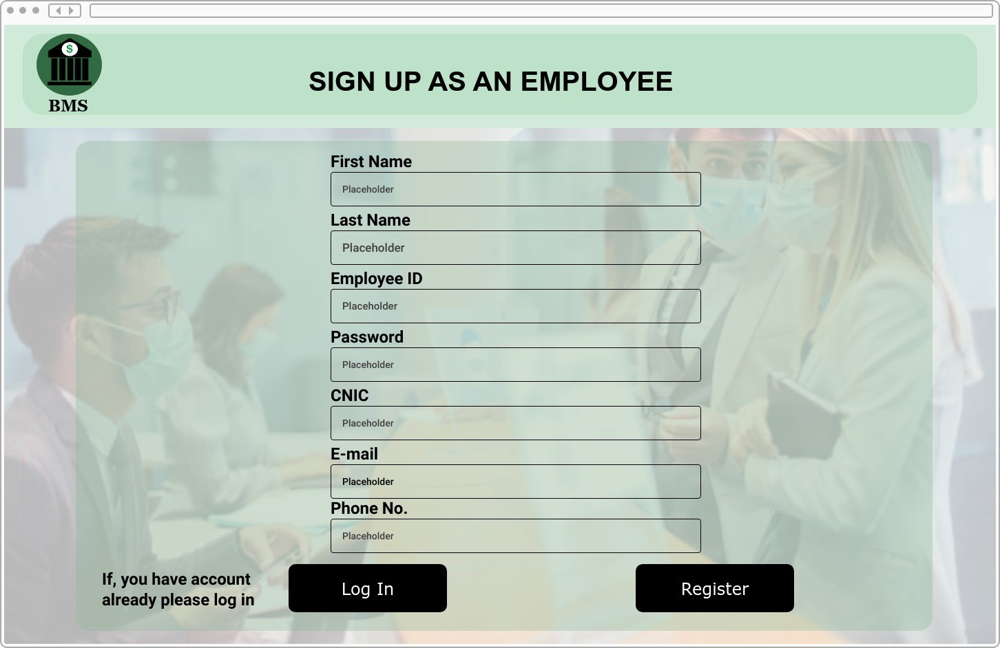 $
BMS
SIGN UP AS AN EMPLOYEE
First Name
Placeholder
Last Name
Placeholder
Employee ID
Placeholder
Password
Placeholder
CNIC
Placeholder
E-mail
Placeholder
Phone No.
Placeholder
If, you have account
already please log in
Log In
Register